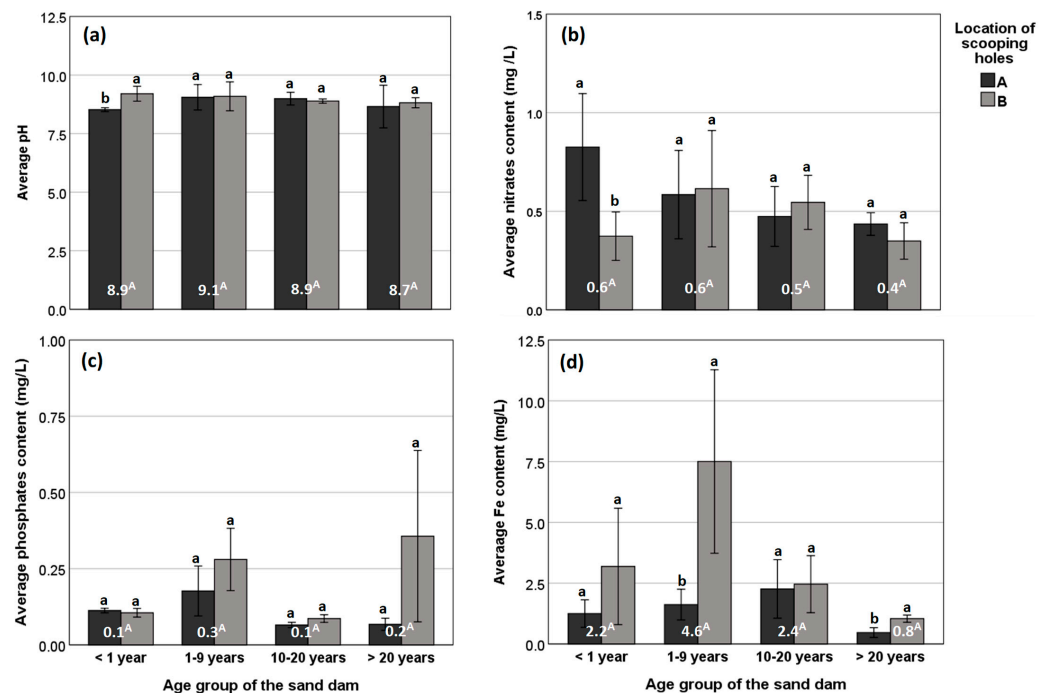 (a)
12.5
10.0
7.5
5.0
2.5
0.0
Average pH
b a a a a a a a
8.9A 9.1A 8.9A 8.7A
(b)
1.5
1.0
0.5
0.0
Average nitrates content (mg /L)
a b a a a a a a
0.6A 0.6A 0.5A 0.4A
Location of
scooping
holes
A
B
(c)
1.00
0.75
0.50
0.25
0.00
Average phosphates content (mg/L)
a a a a a a a a
0.1A 0.3A 0.1A 0.2A
< 1 year 1-9 years 10-20 years > 20 years
Age group of the sand dam
(d)
12.5
10.0
7.5
5.0
2.5
0.0
Averaage Fe content (mg/L)
a a b a a a b a
2.2A 4.6A 2.4A 0.8A
< 1 year 1-9 years 10-20 years > 20 years
Age group of the sand dam